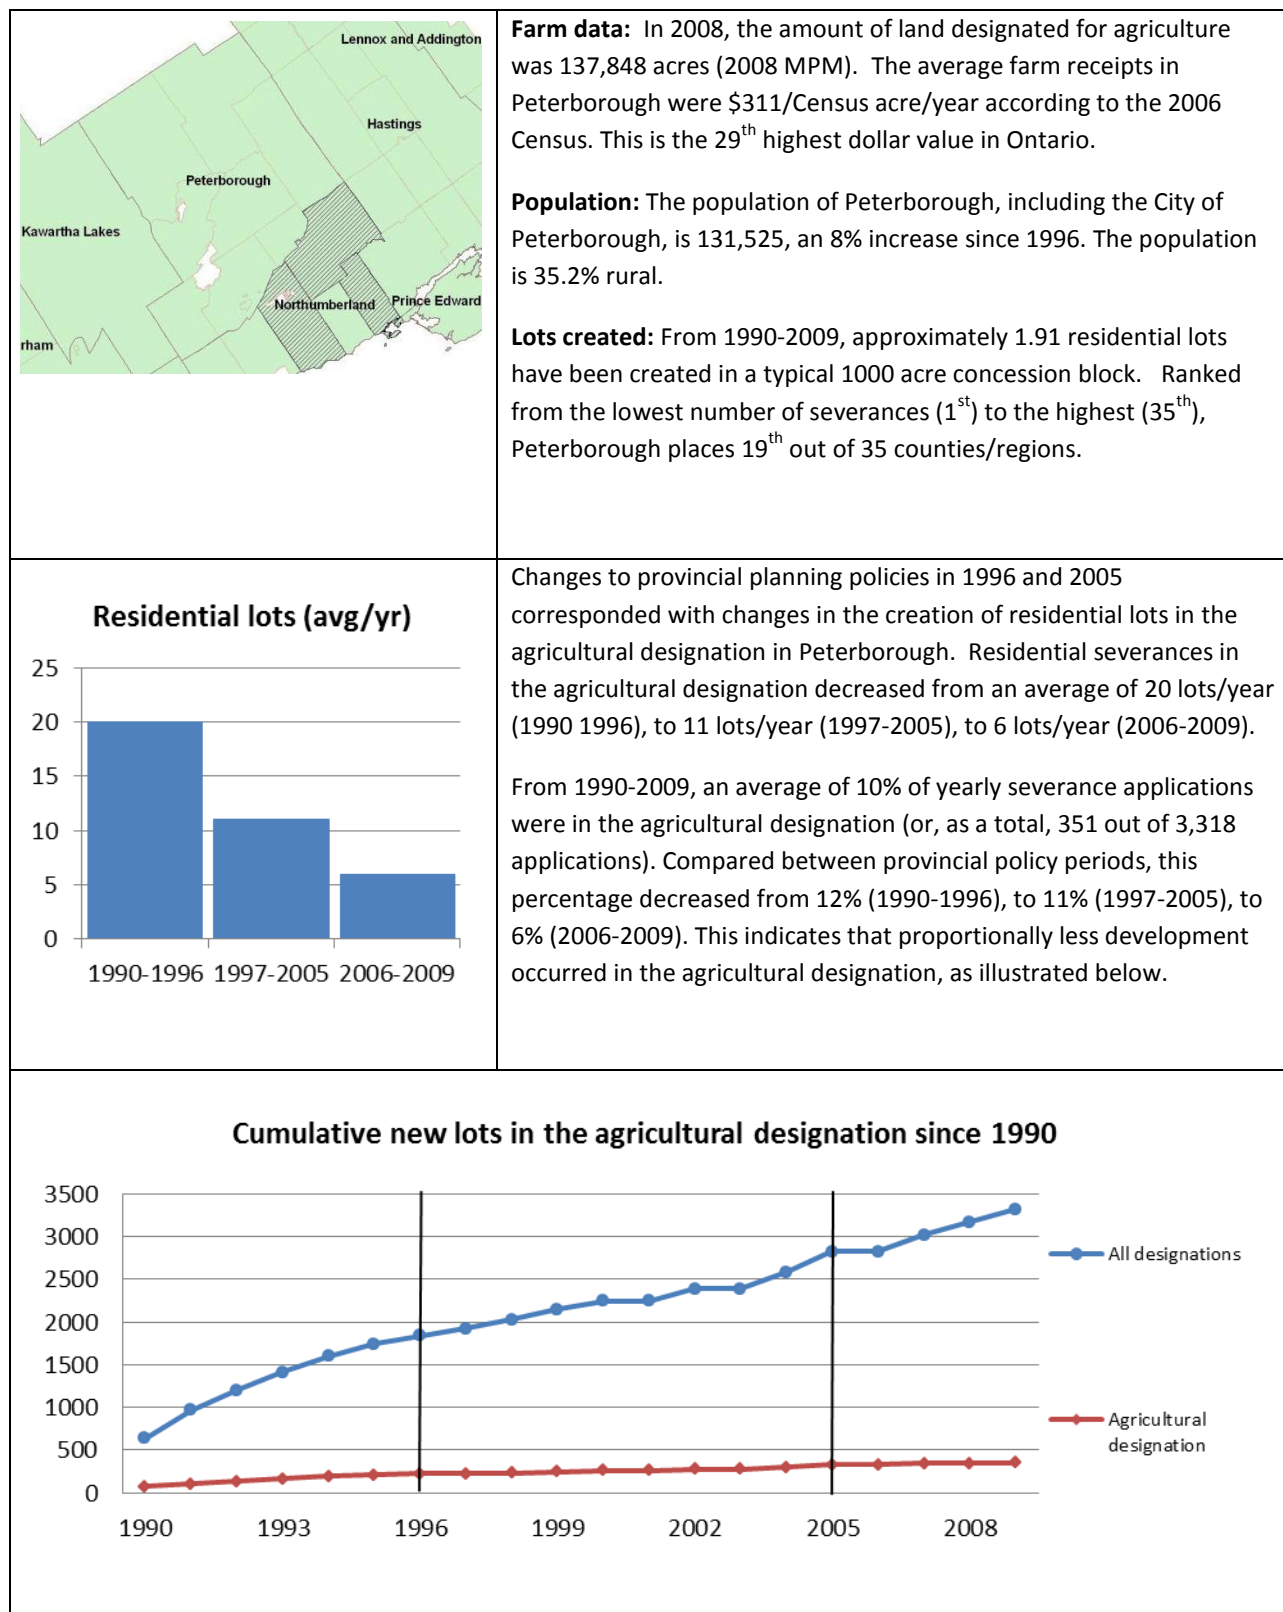 Lennox and Addington
Hastings
Peterborough
Kawartha Lakes
Northumberland
Prince Edward
rham
Farm data: In 2008, the amount of land designated for agriculture
was 137,848 acres (2008 MPM). The average farm receipts in
Peterborough were $311/Census acre/year according to the 2006
Census. This is the 29th highest dollar value in Ontario.
Population: The population of Peterborough, including the City of
Peterborough, is 131,525, an 8% increase since 1996. The population
is 35.2% rural.
Lots created: From 1990-2009, approximately 1.91 residential lots
have been created in a typical 1000 acre concession block. Ranked
from the lowest number of severances (1st) to the highest (35th),
Peterborough places 19th out of 35 counties/regions.
Residential lots (avg/yr)
25
20
15
10
5
0
1990-1996 1997-2005 2006-2009
Changes to provincial planning policies in 1996 and 2005
corresponded with changes in the creation of residential lots in the
agricultural designation in Peterborough. Residential severances in
the agricultural designation decreased from an average of 20 lots/year
(1990 1996), to 11 lots/year (1997-2005), to 6 lots/year (2006-2009).
From 1990-2009, an average of 10% of yearly severance applications
were in the agricultural designation (or, as a total, 351 out of 3,318
applications). Compared between provincial policy periods, this
percentage decreased from 12% (1990-1996), to 11% (1997-2005), to
6% (2006-2009). This indicates that proportionally less development
occurred in the agricultural designation, as illustrated below.
Cumulative new lots in the agricultural designation since 1990
3500
3000
2500
2000
1500
1000
500
0
1990 1993 1996 1999 2002 2005 2008
All designations
Agricultural
designation